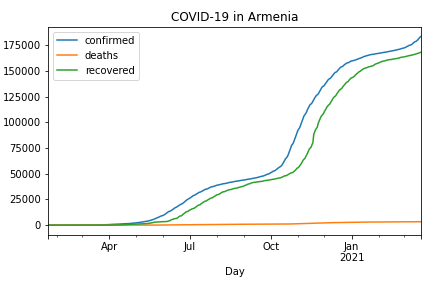 COVID-19 in Armenia
confirmed
deaths
recovered
175000
150000
125000
100000
75000
50000
25000
0
Apr
Jul
Oct
Jan
2021
Day